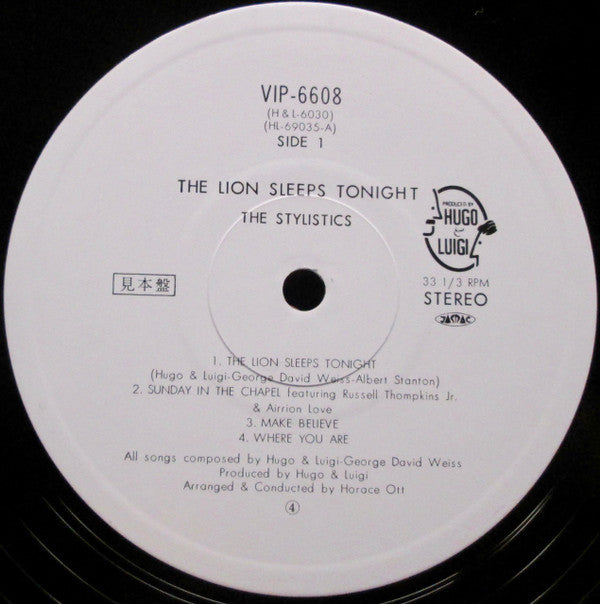 VIP-6608
(H & L-6030)
(HL-69035-A)
SIDE 1
THE LION SLEEPS TONIGHT
THE STYLISTICS
PRODUCED BY
HUGO
と
LUIGI
見本盤
33 1/3 RPM
STEREO
JASRAC
1. THE LION SLEEPS TONIGHT
(Hugo & Luigi-George David Weiss-Albert Stanton)
2. SUNDAY IN THE CHAPEL featuring Russell Thompkins Jr.
& Airrion Love
3. MAKE BELIEVE
4. WHERE YOU ARE
All songs composed by Hugo & Luigi-George David Weiss
Produced by Hugo & Luigi
Arranged & Conducted by Horace Ott
④